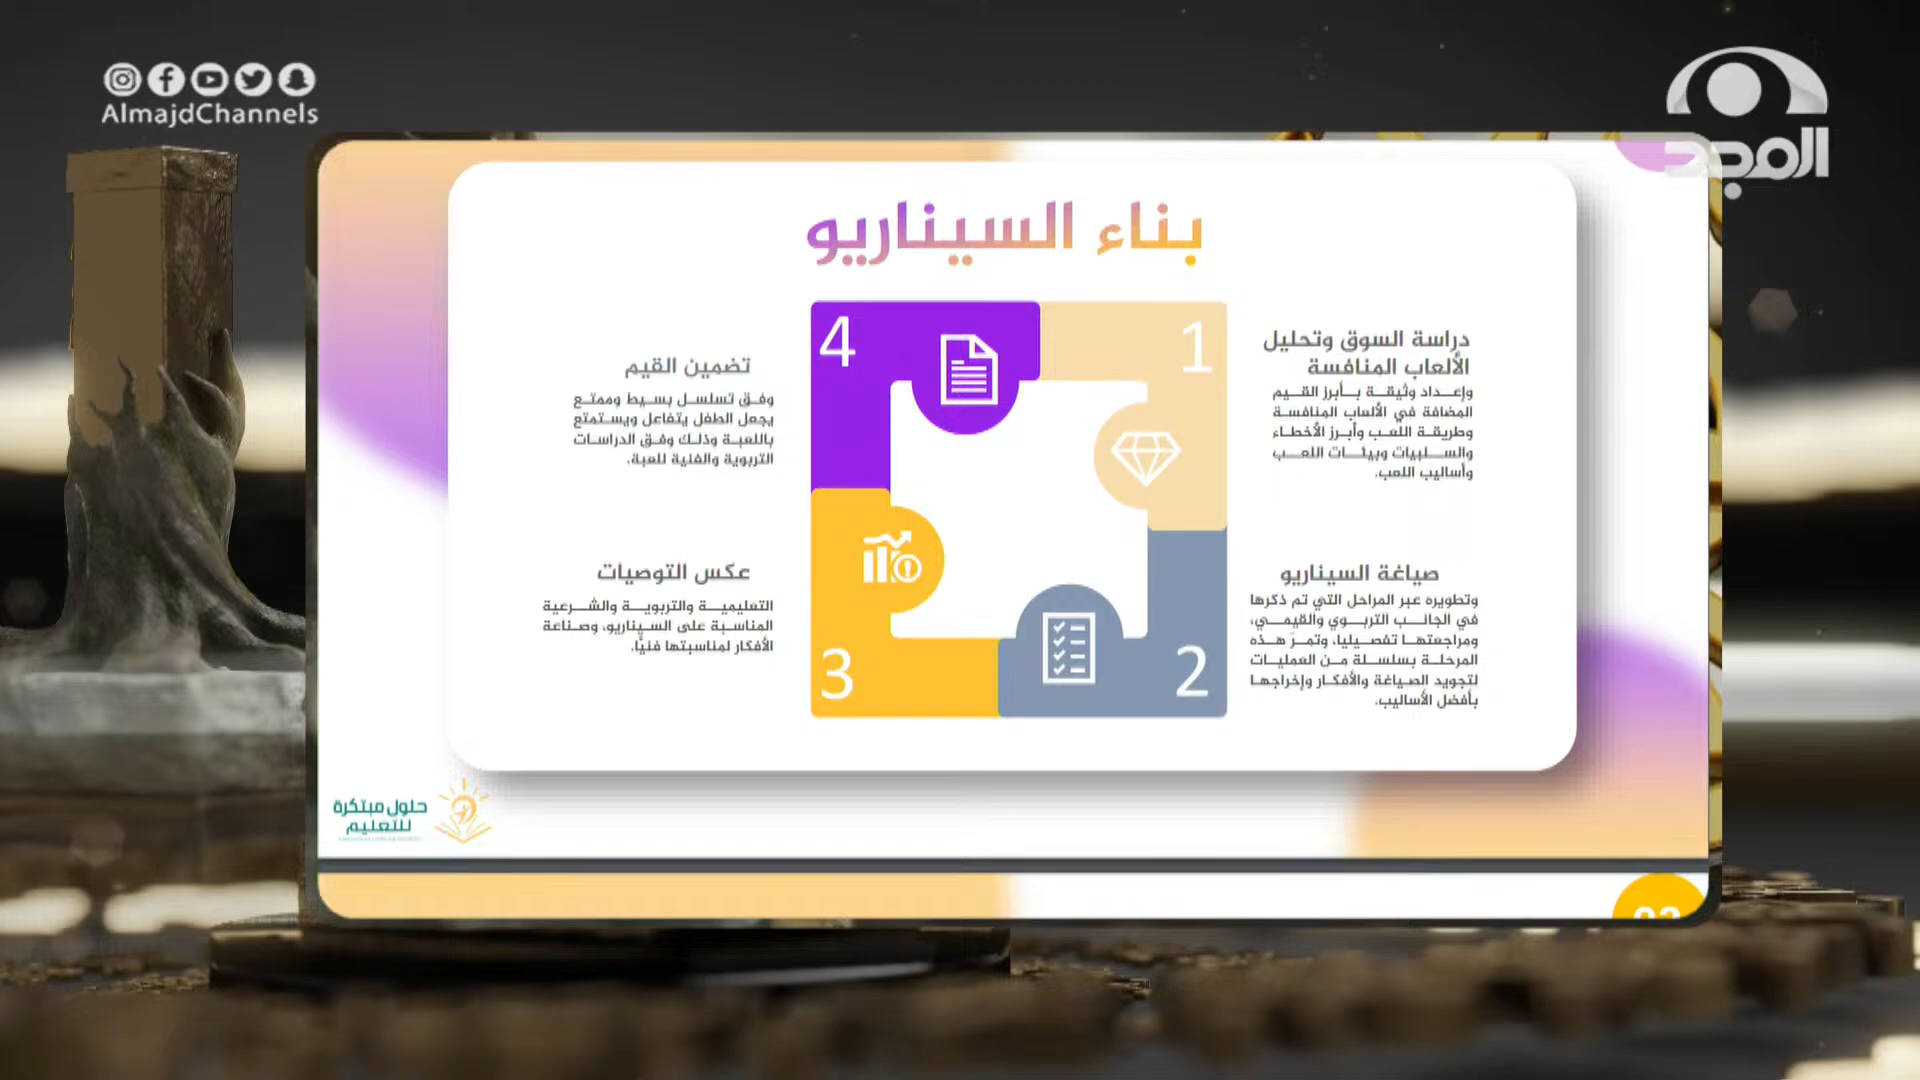 AlmajdChannels
المجد
بناء السيناريو
1
دراسة السوق وتحليل
الألعاب المنافسة
وإعداد وثيقة بأبرز القيم
المضافة في الألعاب المنافسة
وطريقة اللعب وأبرز الأخطاء
والسلبيات وبيئات اللعب
وأساليب اللعب.
2
صياغة السيناريو
وتطويره عبر المراحل التي تم ذكرها
في الجانب التربوي والقيمي،
ومراجعتها تفصيليا، وتمرّ هذه
المرحلة بسلسلة من العمليات
لتجويد الصياغة والأفكار وإخراجها
بأفضل الأساليب.
3
عكس التوصيات
التعليمية والتربوية والشرعية
المناسبة على السيناريو، وصناعة
الأفكار لمناسبتها فنيًّا.
4
تضمين القيم
وفق تسلسل بسيط وممتع
يجعل الطفل يتفاعل ويستمتع
باللعبة وذلك وفق الدراسات
التربوية والفنية للعبة.
حلول مبتكرة
للتعليم